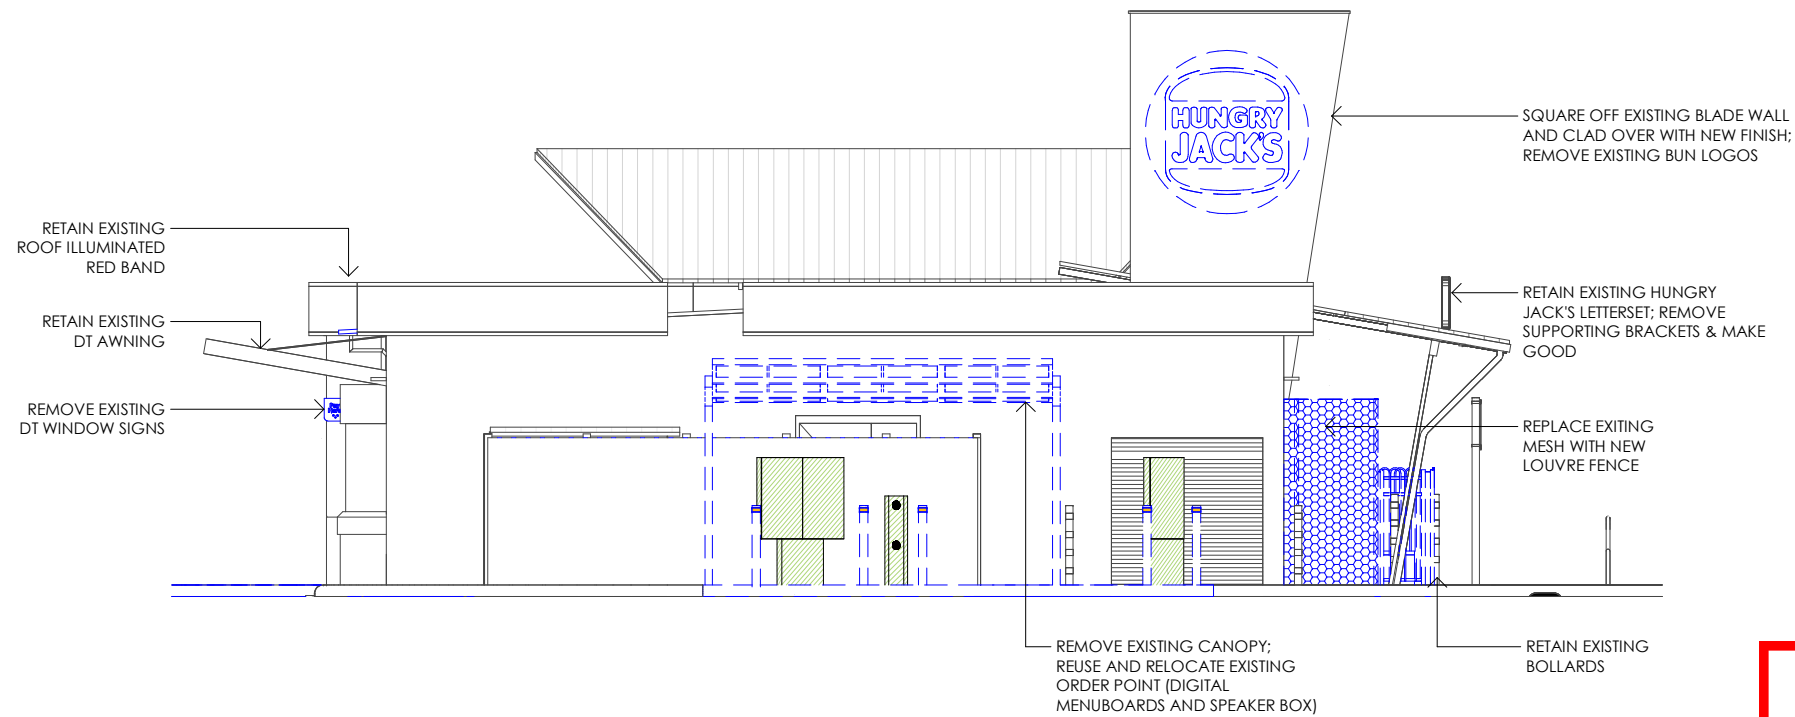 HUNGRY
JACK'S
SQUARE OFF EXISTING BLADE WALL
AND CLAD OVER WITH NEW FINISH;
REMOVE EXISTING BUN LOGOS
RETAIN EXISTING
ROOF ILLUMINATED
RED BAND
RETAIN EXISTING HUNGRY
JACK'S LETTERSET; REMOVE
SUPPORTING BRACKETS & MAKE
GOOD
RETAIN EXISTING
DT AWNING
REMOVE EXISTING
DT WINDOW SIGNS
REPLACE EXITING
MESH WITH NEW
LOUVRE FENCE
REMOVE EXISTING CANOPY;
REUSE AND RELOCATE EXISTING
ORDER POINT (DIGITAL
MENUBOARDS AND SPEAKER BOX)
RETAIN EXISTING
BOLLARDS